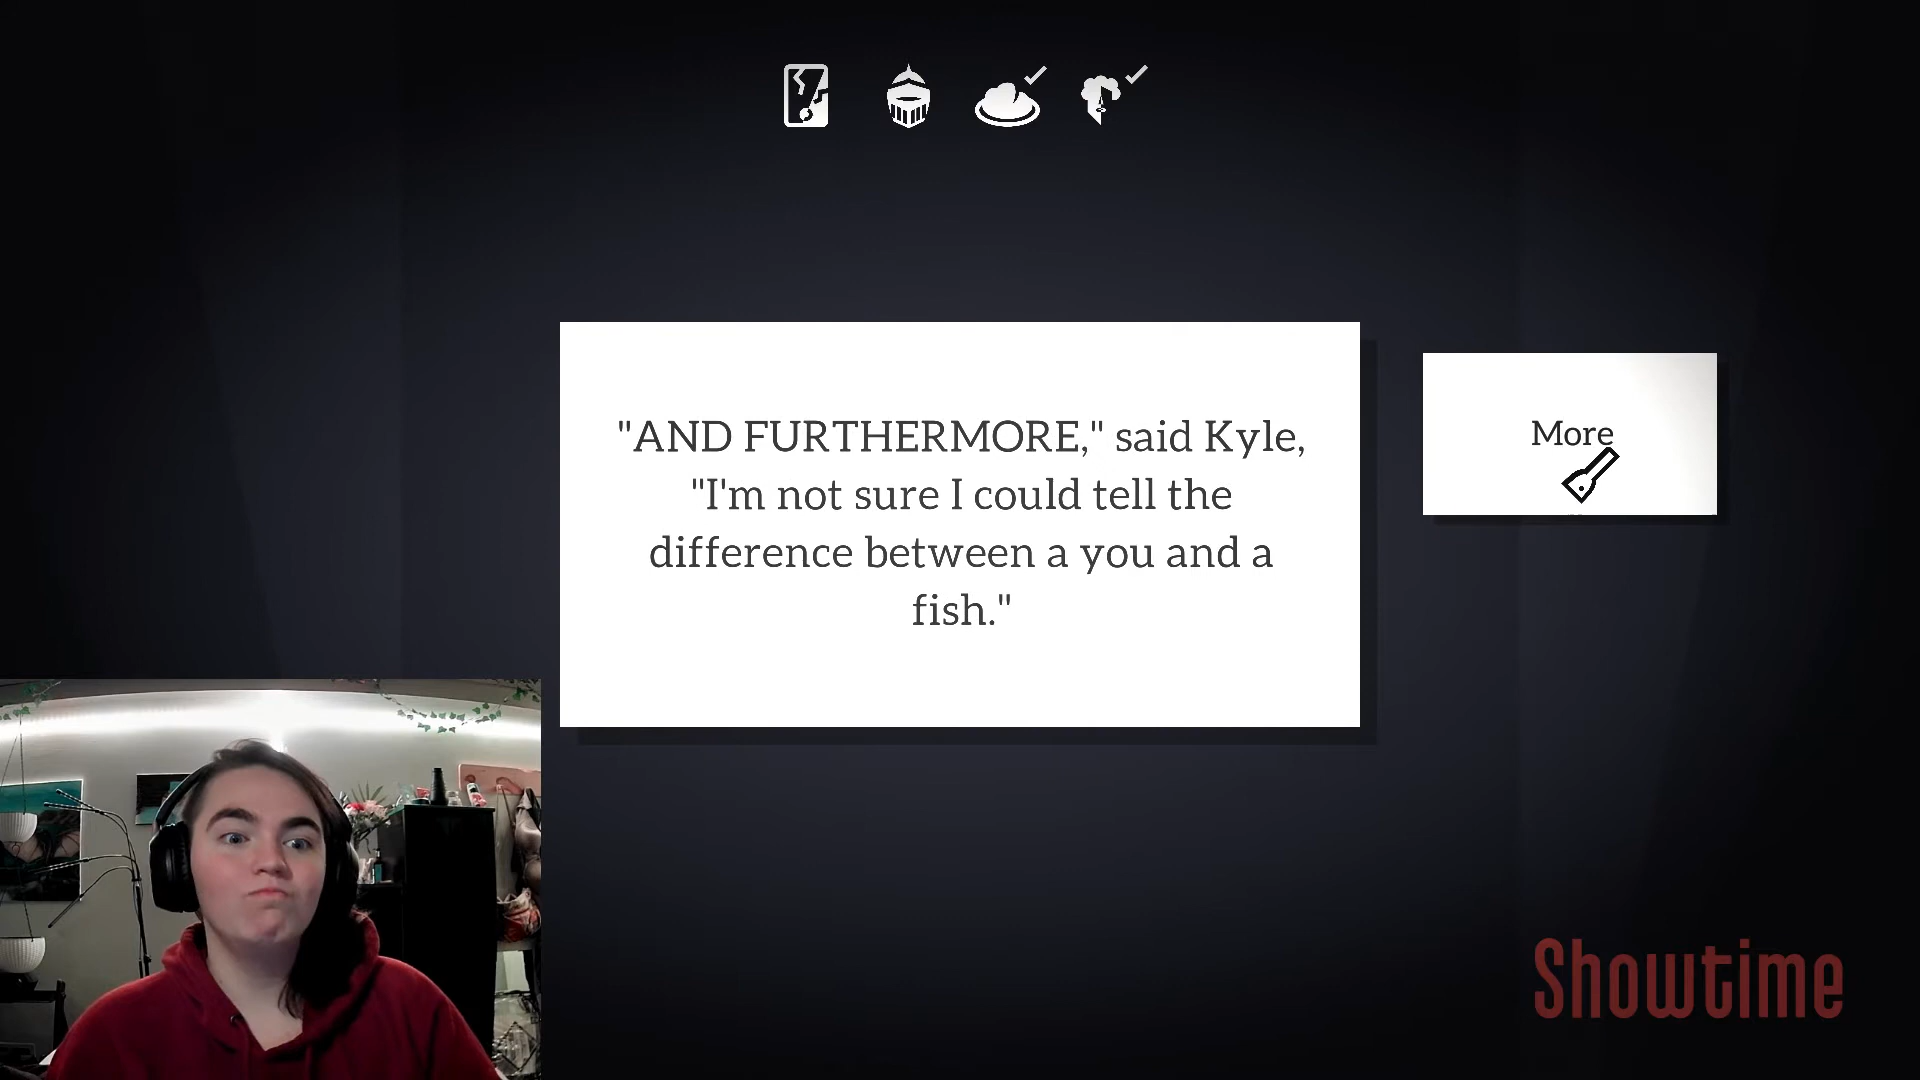 "AND FURTHERMORE," said Kyle,
"I'm not sure I could tell the
difference between a you and a
fish."
More
Showtime